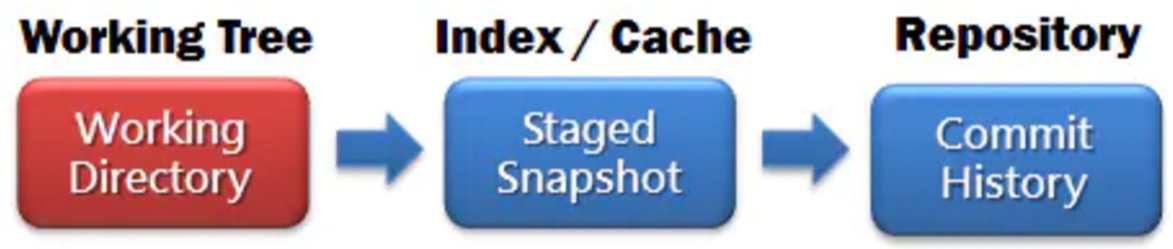 Working Tree
Index / Cache
Repository
Working
Directory
Staged
Snapshot
Commit
History